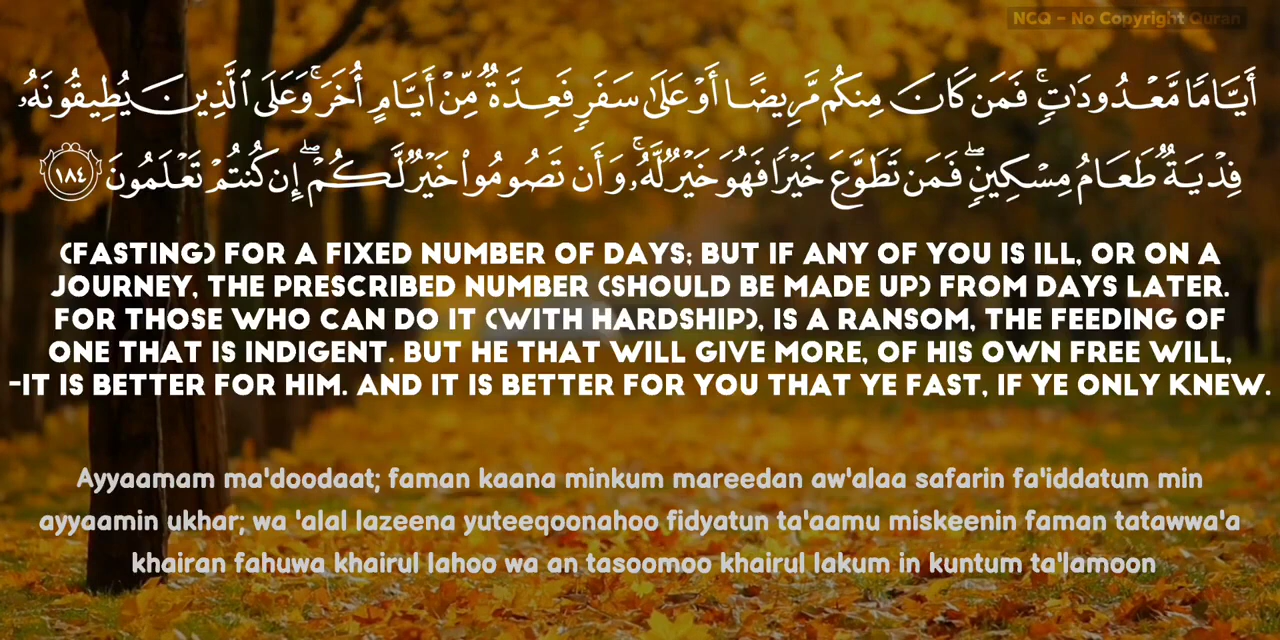 NCQ - No Copyright Quran
أَيَّامًا مَّعْدُودَٰتٍۢ ۚ فَمَن كَانَ مِنكُم مَّرِيضًا أَوْ عَلَىٰ سَفَرٍۢ فَعِدَّةٌۭ مِّنْ أَيَّامٍ أُخَرَ ۚ وَعَلَى ٱلَّذِينَ يُطِيقُونَهُۥ
فِدْيَةٌۭ طَعَامُ مِسْكِينٍۢ ۖ فَمَن تَطَوَّعَ خَيْرًۭا فَهُوَ خَيْرٌۭ لَّهُۥ ۚ وَأَن تَصُومُوا۟ خَيْرٌۭ لَّكُمْ ۖ إِن كُنتُمْ تَعْلَمُونَ ١٨٤
(FASTING) FOR A FIXED NUMBER OF DAYS; BUT IF ANY OF YOU IS ILL, OR ON A
JOURNEY, THE PRESCRIBED NUMBER (SHOULD BE MADE UP) FROM DAYS LATER.
FOR THOSE WHO CAN DO IT (WITH HARDSHIP), IS A RANSOM, THE FEEDING OF
ONE THAT IS INDIGENT. BUT HE THAT WILL GIVE MORE, OF HIS OWN FREE WILL,
-IT IS BETTER FOR HIM. AND IT IS BETTER FOR YOU THAT YE FAST, IF YE ONLY KNEW.
Ayyaamam ma'doodaat; faman kaana minkum mareedan aw'alaa safarin fa'iddatum min
ayyaamin ukhar; wa 'alal lazeena yuteeqoonahoo fidyatun ta'aamu miskeenin faman tatawwa'a
khairan fahuwa khairul lahoo wa an tasoomoo khairul lakum in kuntum ta'lamoon